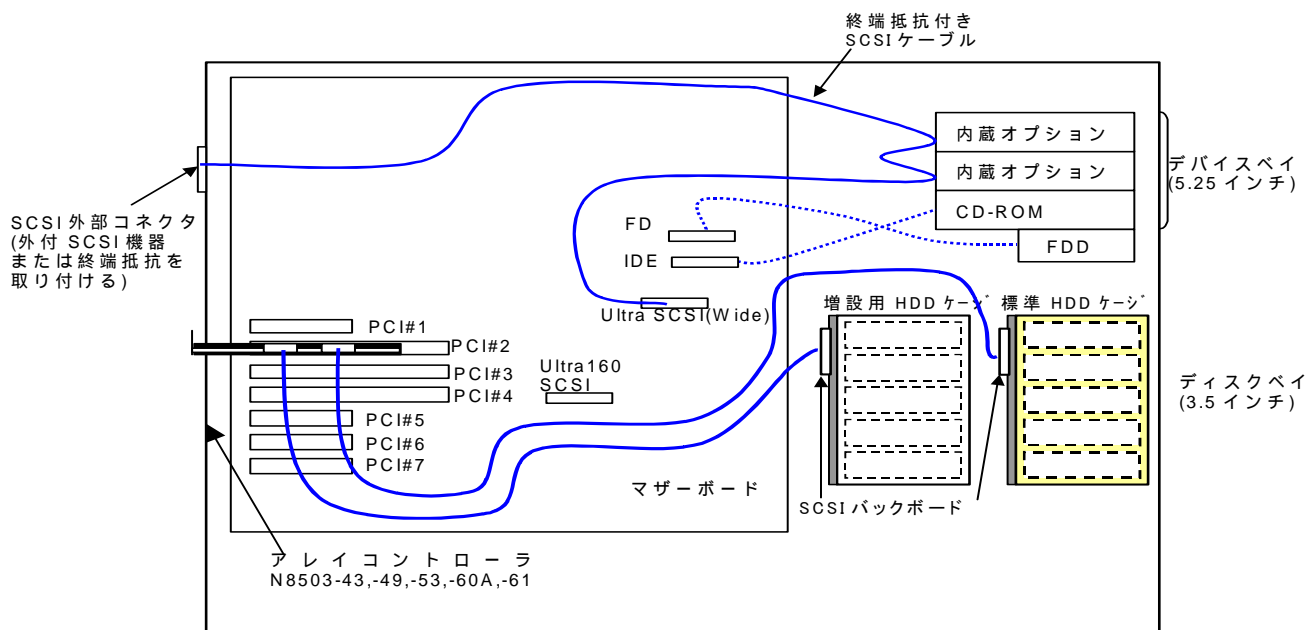 終端抵抗付き
SCSIケーブル
内蔵オプション
内蔵オプション
CD-ROM
FDD
デバイスベイ
(5.25インチ)
SCSI外部コネクタ
(外付SCSI機器
または終端抵抗を
取り付ける)
FD
IDE
Ultra SCSI(Wide)
増設用 HDDケージ
標準 HDDケージ
PCI#1
PCI#2
PCI#3
PCI#4
PCI#5
PCI#6
PCI#7
Ultra160
SCSI
ディスクベイ
(3.5インチ)
マザーボード
SCSIバックボード
アレイコントローラ
N8503-43,-49,-53,-60A,-61